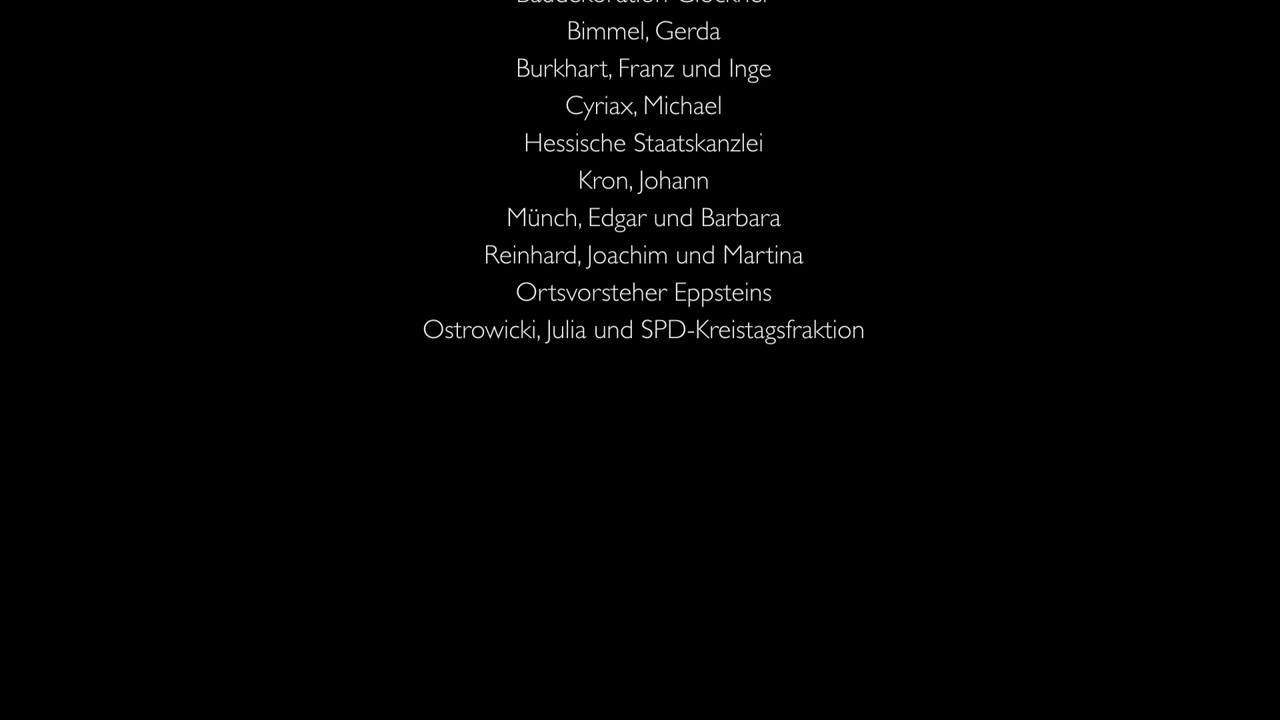 Bimmel, Gerda
Burkhart, Franz und Inge
Cyriax, Michael
Hessische Staatskanzlei
Kron, Johann
Münch, Edgar und Barbara
Reinhard, Joachim und Martina
Ortsvorsteher Eppsteins
Ostrowicki, Julia und SPD-Kreistagsfraktion